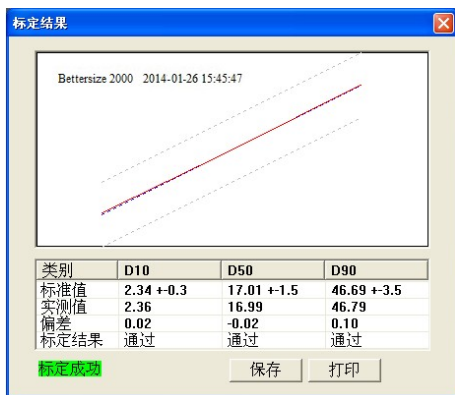 标定结果
Bettersize 2000 2014-01-26 15:45:47
类别 D10 D50 D90
标准值 2.34 +-0.3 17.01 +-1.5 46.69 +-3.5
实测值 2.36 16.99 46.79
偏差 0.02 -0.02 0.10
标定结果 通过 通过 通过
标定成功 保存 打印